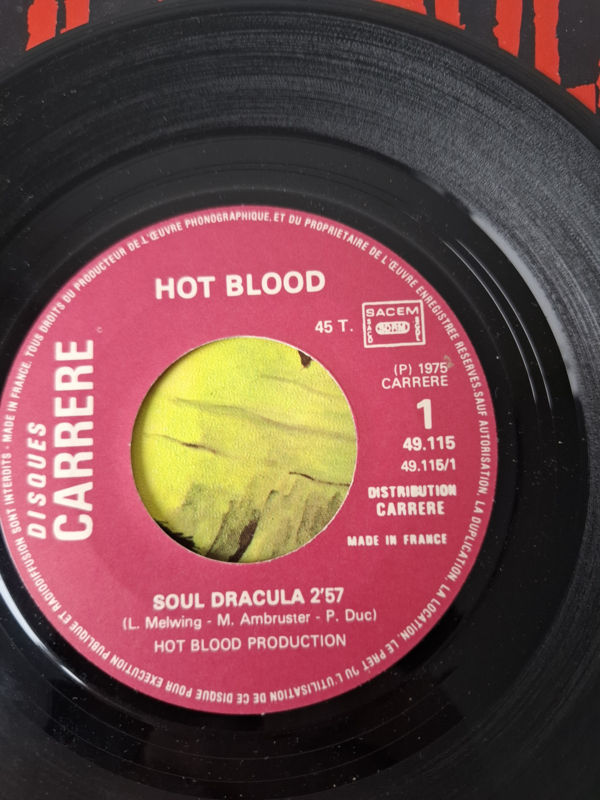 HOT BLOOD
45 T.
SACEM
SACD
BIEM
SGDL
(P) 1975
CARRERE
1
49.115
49.115/1
DISTRIBUTION
CARRERE
MADE IN FRANCE
DISQUES
CARRERE
SOUL DRACULA 2'57
(L. Melwing - M. Ambruster - P. Duc)
HOT BLOOD PRODUCTION
MADE IN FRANCE. TOUS DROITS DU PRODUCTEUR DE L'ŒUVRE PHONOGRAPHIQUE, ET DU PROPRIETAIRE DE L'ŒUVRE ENREGISTREE RESERVES. SAUF AUTORISATION, LA DUPLICATION, LA LOCATION, LE PRET OU L'UTILISATION DE CE DISQUE POUR EXECUTION PUBLIQUE ET RADIODIFFUSION SONT INTERDITS -